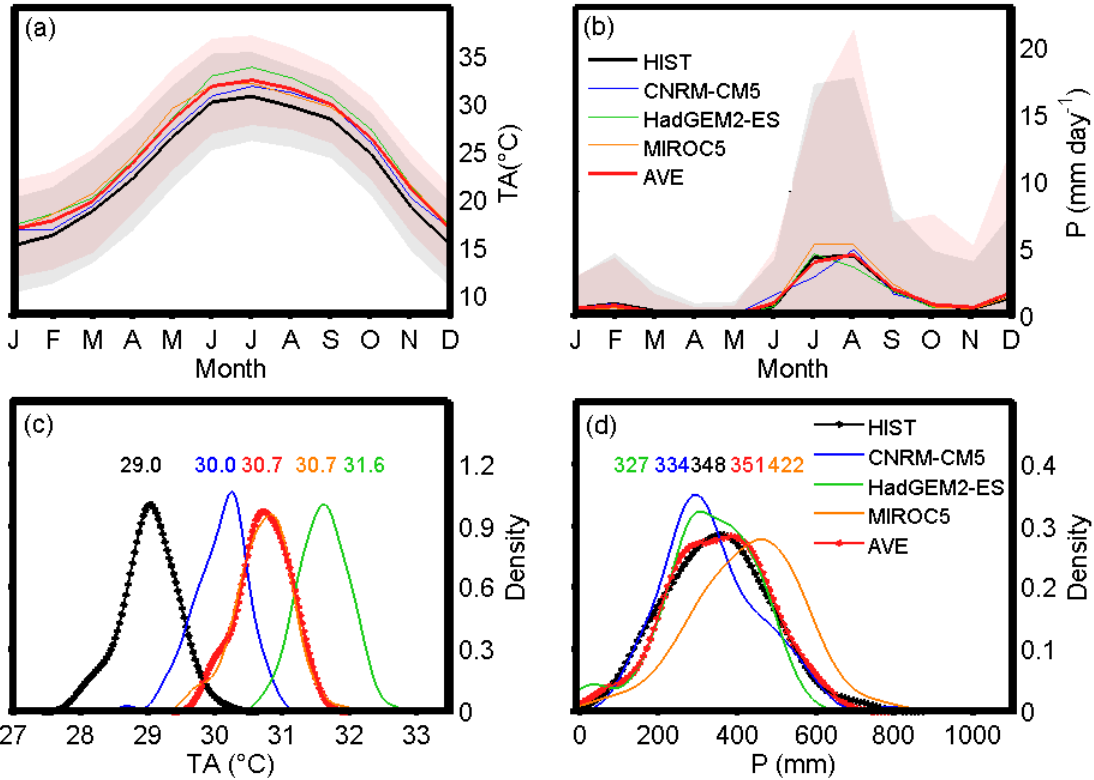 (a)
35
30
25
20
15
10
TA(°C)
J F M A M J J A S O N D
Month
(b)
HIST
CNRM-CM5
HadGEM2-ES
MIROC5
AVE
20
15
10
5
0
P (mm day⁻¹)
J F M A M J J A S O N D
Month
(c)
29.0 30.0 30.7 30.7 31.6
1.2
0.9
0.6
0.3
0
Density
27 28 29 30 31 32 33
TA (°C)
(d)
HIST
CNRM-CM5
HadGEM2-ES
MIROC5
AVE
327 334 348 351 422
0.4
0.3
0.2
0.1
0
Density
0 200 400 600 800 1000
P (mm)